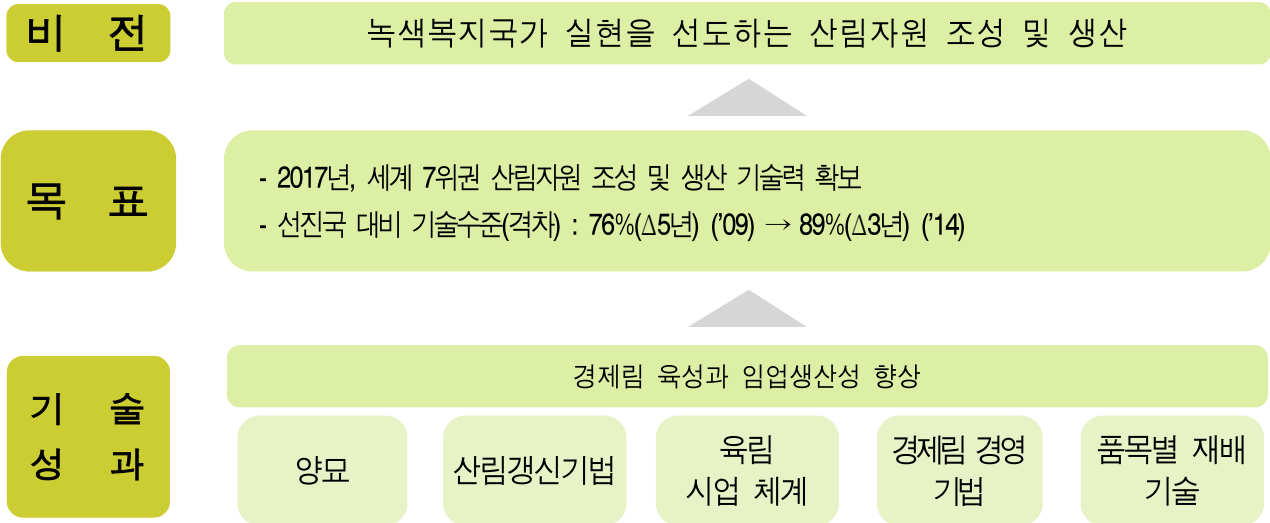 비 전
녹색복지국가 실현을 선도하는 산림자원 조성 및 생산
목 표
- 2017년, 세계 7위권 산림자원 조성 및 생산 기술력 확보
- 선진국 대비 기술수준(격차) : 76%(Δ5년) (’09) → 89%(Δ3년) (’14)
기 술
성 과
경제림 육성과 임업생산성 향상
양묘
산림갱신기법
육림
시업 체계
경제림 경영
기법
품목별 재배
기술